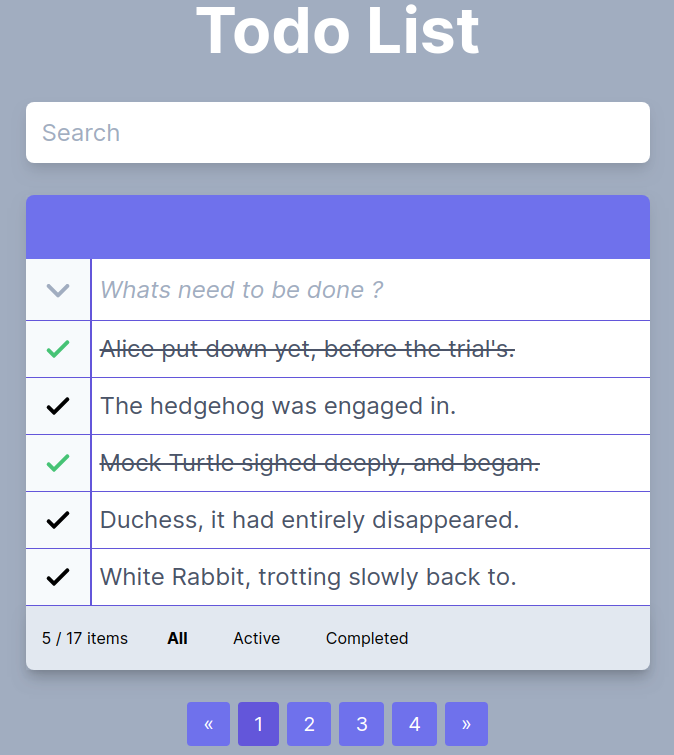 Todo List
Search
Whats need to be done ?
Alice put down yet, before the trial's.
The hedgehog was engaged in.
Mock Turtle sighed deeply, and began.
Duchess, it had entirely disappeared.
White Rabbit, trotting slowly back to.
5 / 17 items All Active Completed
« 1 2 3 4 »